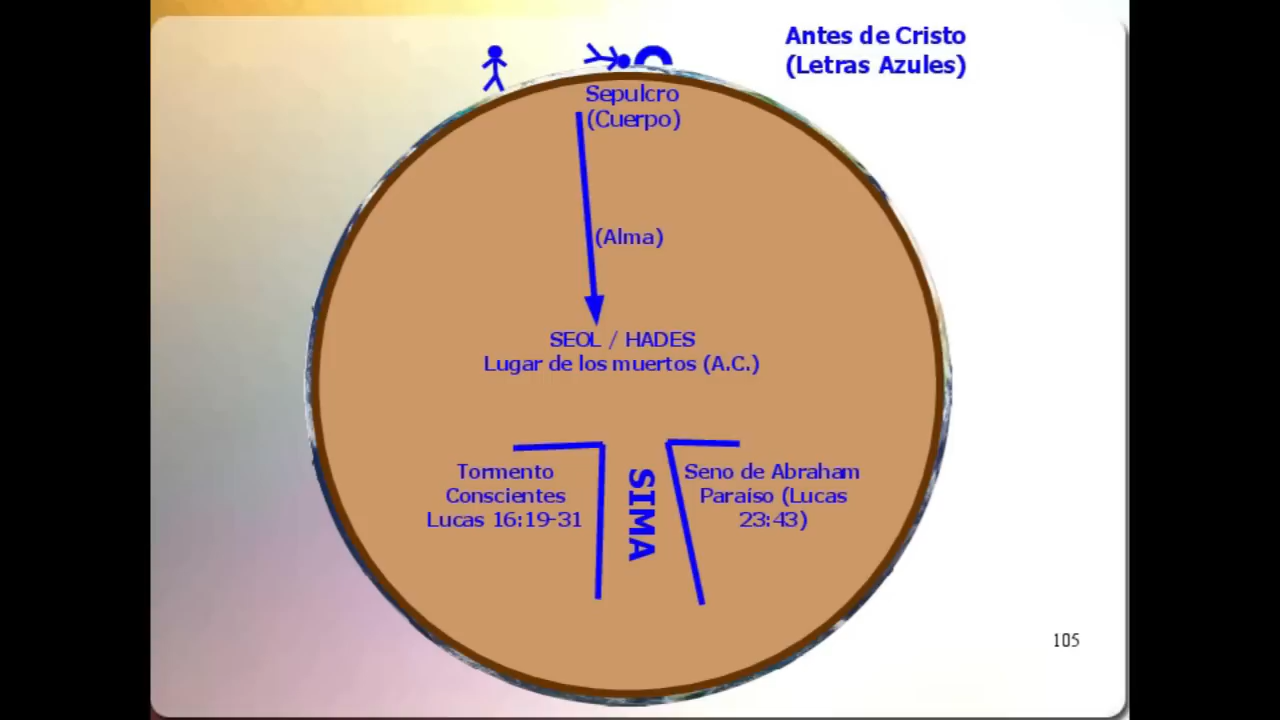 Antes de Cristo
(Letras Azules)
Sepulcro
(Cuerpo)
(Alma)
SEOL / HADES
Lugar de los muertos (A.C.)
Tormento
Conscientes
Lucas 16:19-31
SIMA
Seno de Abraham
Paraíso (Lucas
23:43)
105